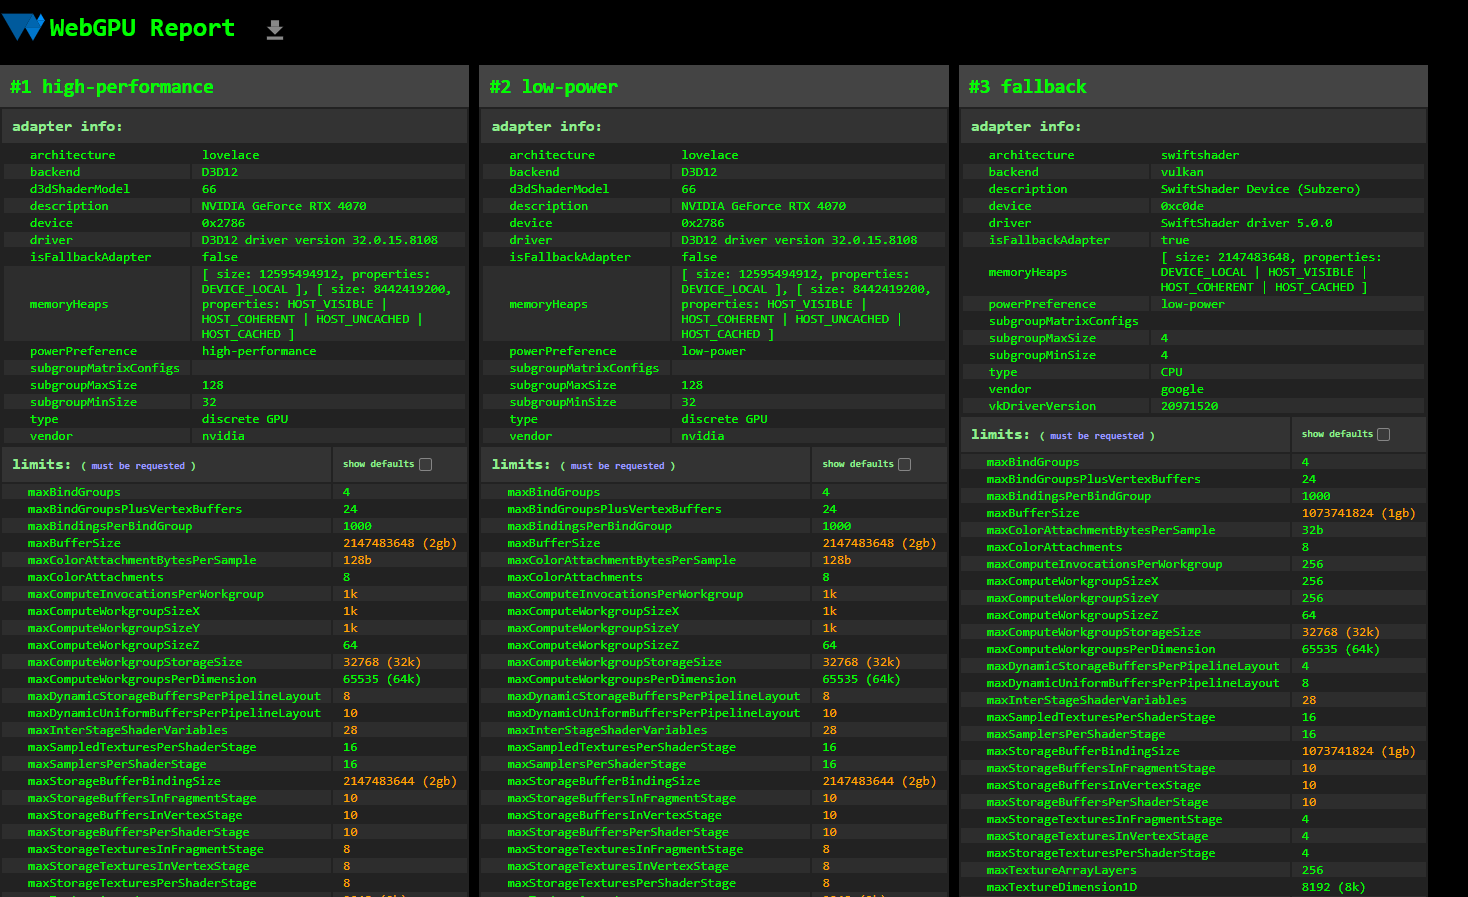 WebGPU Report
#1 high-performance
adapter info:
architecture lovelace
backend D3D12
d3dShaderModel 66
description NVIDIA GeForce RTX 4070
device 0x2786
driver D3D12 driver version 32.0.15.8108
isFallbackAdapter false
memoryHeaps [ size: 12595494912, properties:
DEVICE_LOCAL ], [ size: 8442419200,
properties: HOST_VISIBLE |
HOST_COHERENT | HOST_UNCACHED |
HOST_CACHED ]
powerPreference high-performance
subgroupMatrixConfigs
subgroupMaxSize 128
subgroupMinSize 32
type discrete GPU
vendor nvidia
limits: ( must be requested ) show defaults
maxBindGroups 4
maxBindGroupsPlusVertexBuffers 24
maxBindingsPerBindGroup 1000
maxBufferSize 2147483648 (2gb)
maxColorAttachmentBytesPerSample 128b
maxColorAttachments 8
maxComputeInvocationsPerWorkgroup 1k
maxComputeWorkgroupSizeX 1k
maxComputeWorkgroupSizeY 1k
maxComputeWorkgroupSizeZ 64
maxComputeWorkgroupStorageSize 32768 (32k)
maxComputeWorkgroupsPerDimension 65535 (64k)
maxDynamicStorageBuffersPerPipelineLayout 8
maxDynamicUniformBuffersPerPipelineLayout 10
maxInterStageShaderVariables 28
maxSampledTexturesPerShaderStage 16
maxSamplersPerShaderStage 16
maxStorageBufferBindingSize 2147483644 (2gb)
maxStorageBuffersInFragmentStage 10
maxStorageBuffersInVertexStage 10
maxStorageBuffersPerShaderStage 10
maxStorageTexturesInFragmentStage 8
maxStorageTexturesInVertexStage 8
maxStorageTexturesPerShaderStage 8
#2 low-power
adapter info:
architecture lovelace
backend D3D12
d3dShaderModel 66
description NVIDIA GeForce RTX 4070
device 0x2786
driver D3D12 driver version 32.0.15.8108
isFallbackAdapter false
memoryHeaps [ size: 12595494912, properties:
DEVICE_LOCAL ], [ size: 8442419200,
properties: HOST_VISIBLE |
HOST_COHERENT | HOST_UNCACHED |
HOST_CACHED ]
powerPreference low-power
subgroupMatrixConfigs
subgroupMaxSize 128
subgroupMinSize 32
type discrete GPU
vendor nvidia
limits: ( must be requested ) show defaults
maxBindGroups 4
maxBindGroupsPlusVertexBuffers 24
maxBindingsPerBindGroup 1000
maxBufferSize 2147483648 (2gb)
maxColorAttachmentBytesPerSample 128b
maxColorAttachments 8
maxComputeInvocationsPerWorkgroup 1k
maxComputeWorkgroupSizeX 1k
maxComputeWorkgroupSizeY 1k
maxComputeWorkgroupSizeZ 64
maxComputeWorkgroupStorageSize 32768 (32k)
maxComputeWorkgroupsPerDimension 65535 (64k)
maxDynamicStorageBuffersPerPipelineLayout 8
maxDynamicUniformBuffersPerPipelineLayout 10
maxInterStageShaderVariables 28
maxSampledTexturesPerShaderStage 16
maxSamplersPerShaderStage 16
maxStorageBufferBindingSize 2147483644 (2gb)
maxStorageBuffersInFragmentStage 10
maxStorageBuffersInVertexStage 10
maxStorageBuffersPerShaderStage 10
maxStorageTexturesInFragmentStage 8
maxStorageTexturesInVertexStage 8
maxStorageTexturesPerShaderStage 8
#3 fallback
adapter info:
architecture swiftshader
backend vulkan
description SwiftShader Device (Subzero)
device 0xc0de
driver SwiftShader driver 5.0.0
isFallbackAdapter true
memoryHeaps [ size: 2147483648, properties:
DEVICE_LOCAL | HOST_VISIBLE |
HOST_COHERENT | HOST_CACHED ]
powerPreference low-power
subgroupMatrixConfigs
subgroupMaxSize 4
subgroupMinSize 4
type CPU
vendor google
vkDriverVersion 20971520
limits: ( must be requested ) show defaults
maxBindGroups 4
maxBindGroupsPlusVertexBuffers 24
maxBindingsPerBindGroup 1000
maxBufferSize 1073741824 (1gb)
maxColorAttachmentBytesPerSample 32b
maxColorAttachments 8
maxComputeInvocationsPerWorkgroup 256
maxComputeWorkgroupSizeX 256
maxComputeWorkgroupSizeY 256
maxComputeWorkgroupSizeZ 64
maxComputeWorkgroupStorageSize 32768 (32k)
maxComputeWorkgroupsPerDimension 65535 (64k)
maxDynamicStorageBuffersPerPipelineLayout 4
maxDynamicUniformBuffersPerPipelineLayout 8
maxInterStageShaderVariables 28
maxSampledTexturesPerShaderStage 16
maxSamplersPerShaderStage 16
maxStorageBufferBindingSize 1073741824 (1gb)
maxStorageBuffersInFragmentStage 10
maxStorageBuffersInVertexStage 10
maxStorageBuffersPerShaderStage 10
maxStorageTexturesInFragmentStage 4
maxStorageTexturesInVertexStage 4
maxStorageTexturesPerShaderStage 4
maxTextureArrayLayers 256
maxTextureDimension1D 8192 (8k)